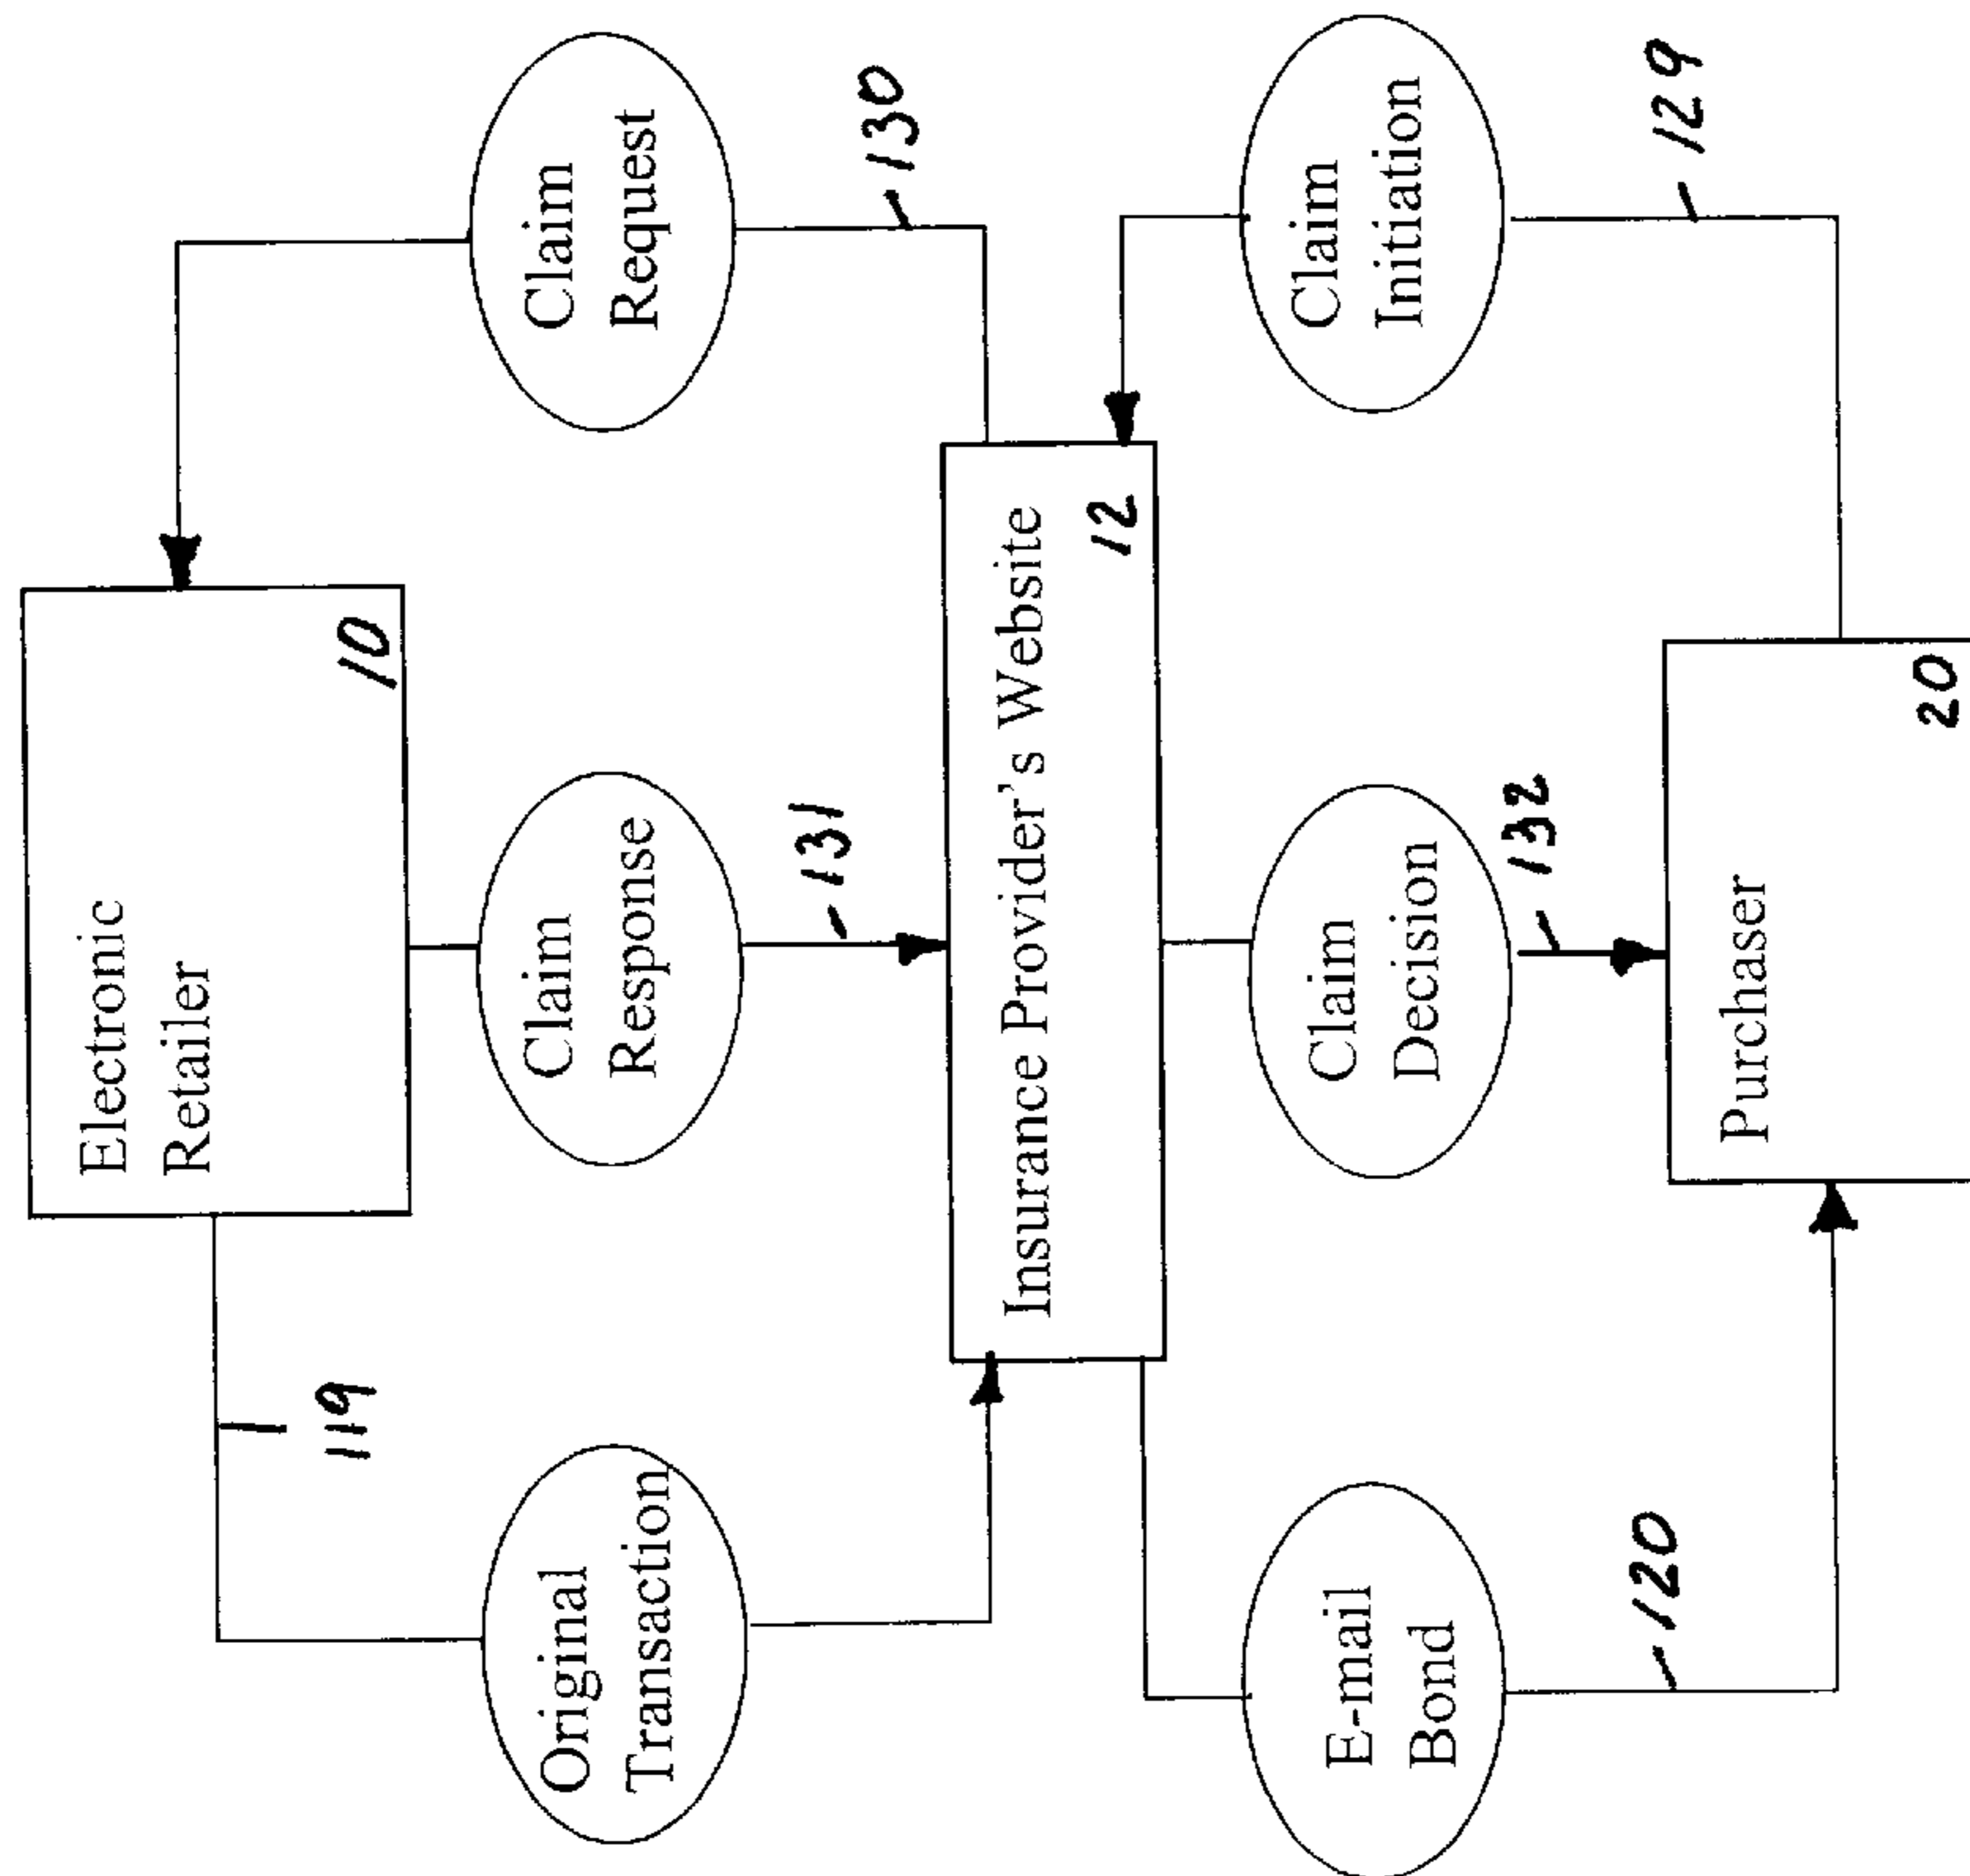 Electronic
Retailer
10
119
Original
Transaction
Claim
Response
131
Claim
Request
130
Insurance Provider's Website
12
E-mail
Bond
120
Claim
Decision
132
Claim
Initiation
129
Purchaser
20